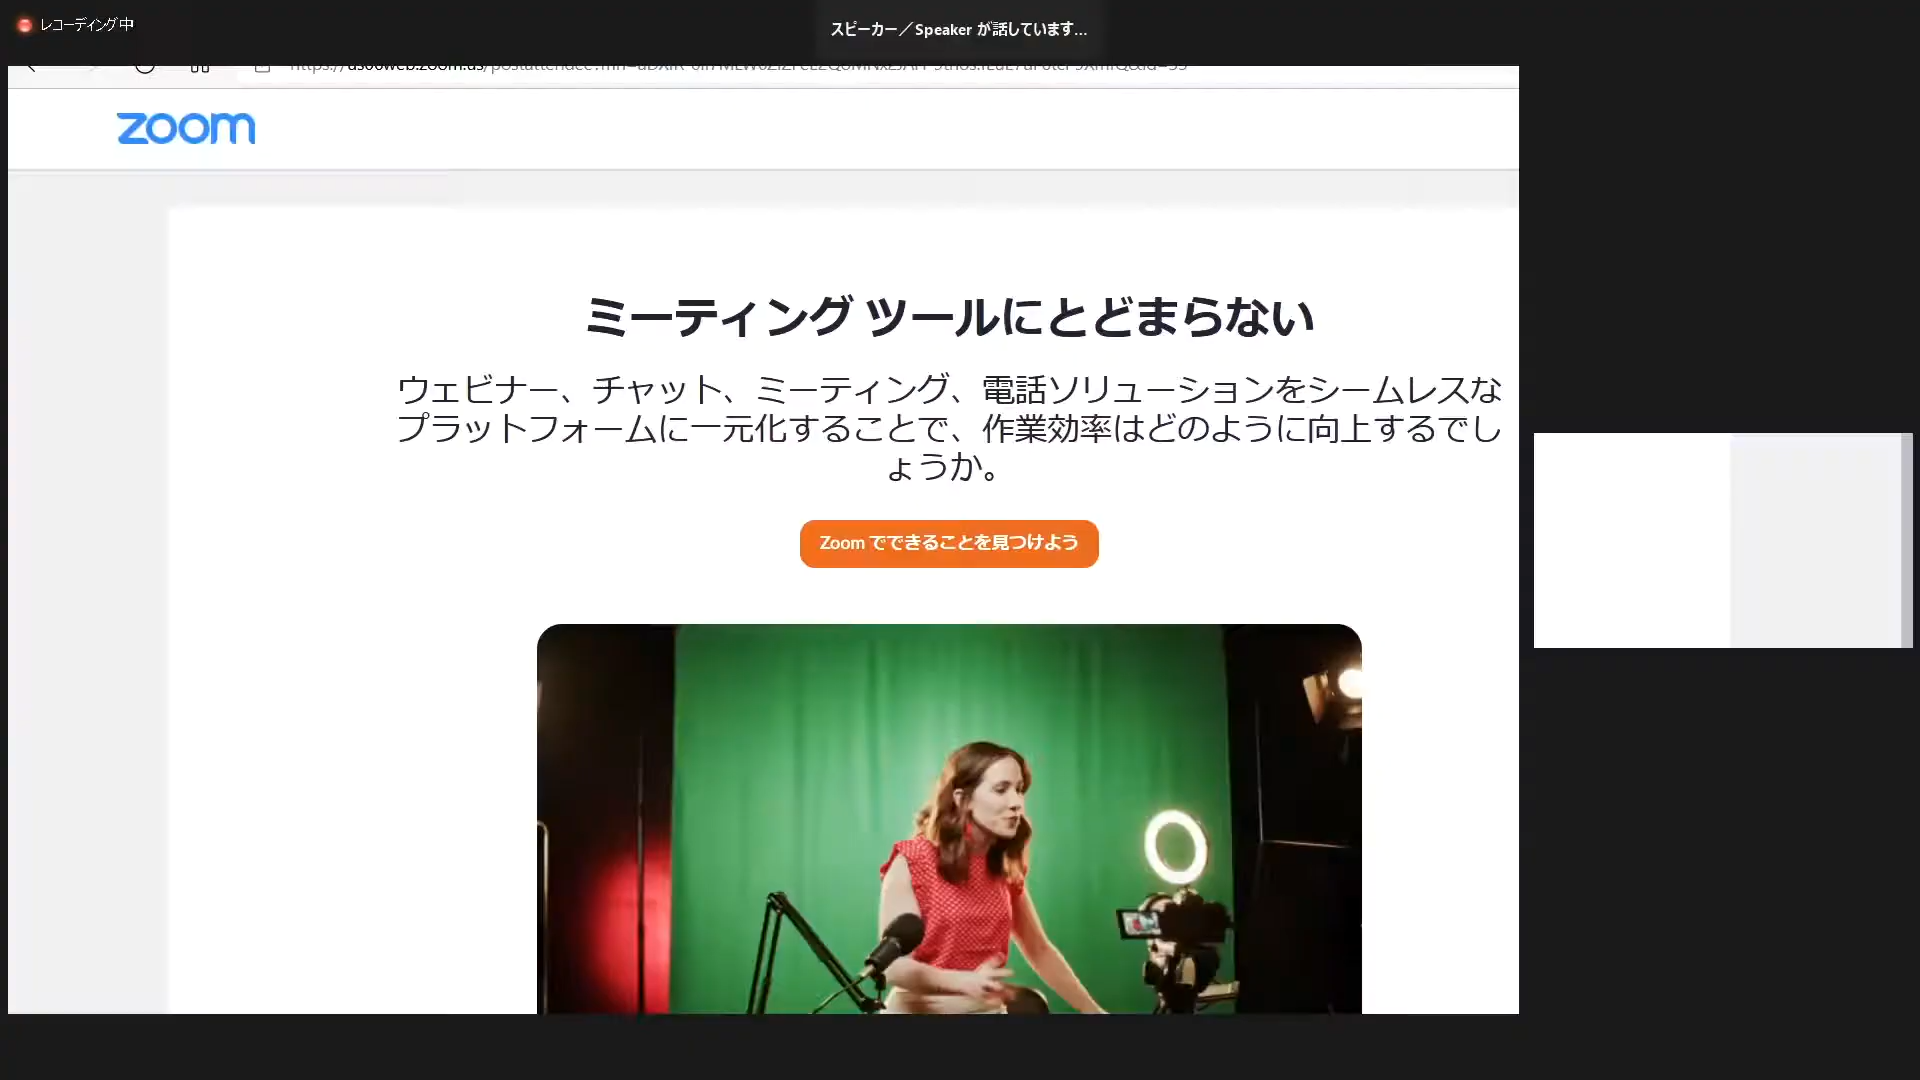 レコーディング中
スピーカー／Speaker が話しています...
zoom
ミーティング ツールにとどまらない
ウェビナー、チャット、ミーティング、電話ソリューションをシームレスな
プラットフォームに一元化することで、作業効率はどのように向上するでし
ょうか。
Zoom でできることを見つけよう